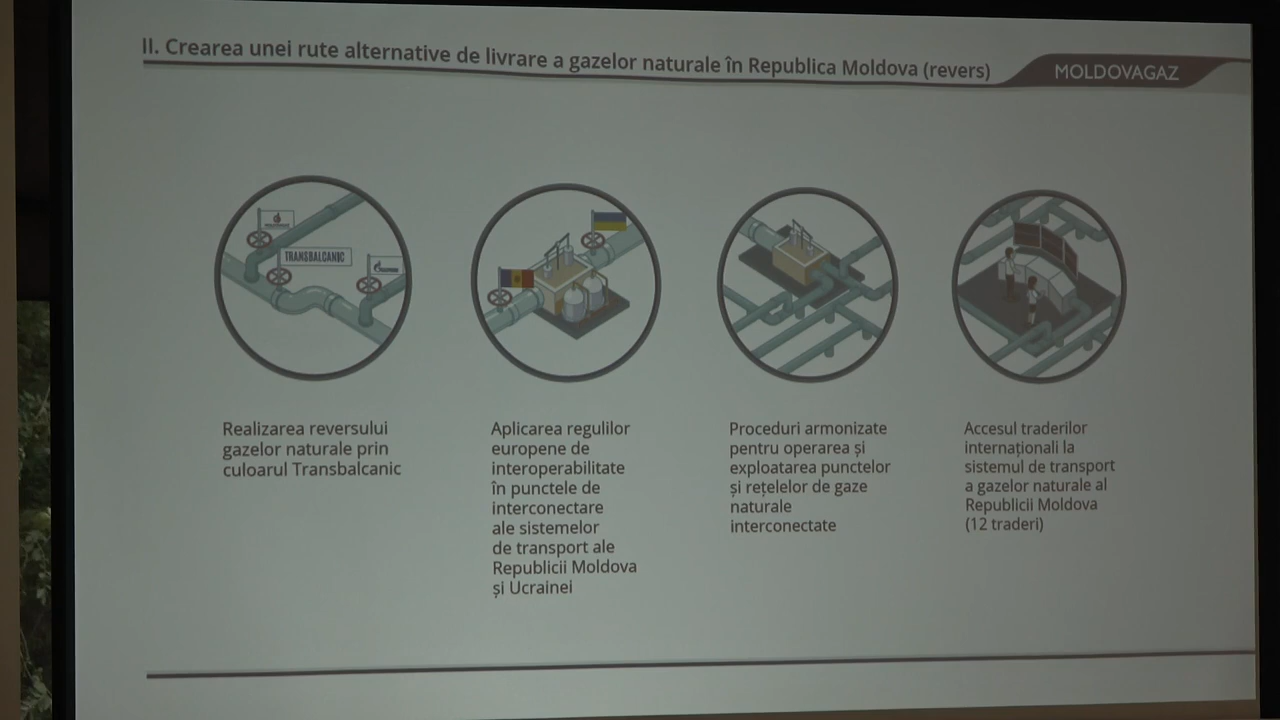 II. Crearea unei rute alternative de livrare a gazelor naturale în Republica Moldova (revers)
MOLDOVAGAZ
TRANSBALCANIC
Realizarea reversului
gazelor naturale prin
culoarul Transbalcanic
Aplicarea regulilor
europene de
interoperabilitate
în punctele de
interconectare
ale sistemelor
de transport ale
Republicii Moldova
și Ucrainei
Proceduri armonizate
pentru operarea și
exploatarea punctelor
și rețelelor de gaze
naturale
interconectate
Accesul traderilor
internaționali la
sistemul de transport
a gazelor naturale al
Republicii Moldova
(12 traderi)